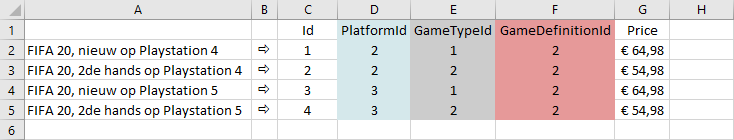 A B C D E F G H
1 Id PlatformId GameTypeId GameDefinitionId Price
2 FIFA 20, nieuw op Playstation 4 ⇨ 1 2 1 2 € 64,98
3 FIFA 20, 2de hands op Playstation 4 ⇨ 2 2 2 2 € 54,98
4 FIFA 20, nieuw op Playstation 5 ⇨ 3 3 1 2 € 64,98
5 FIFA 20, 2de hands op Playstation 5 ⇨ 4 3 2 2 € 54,98
6